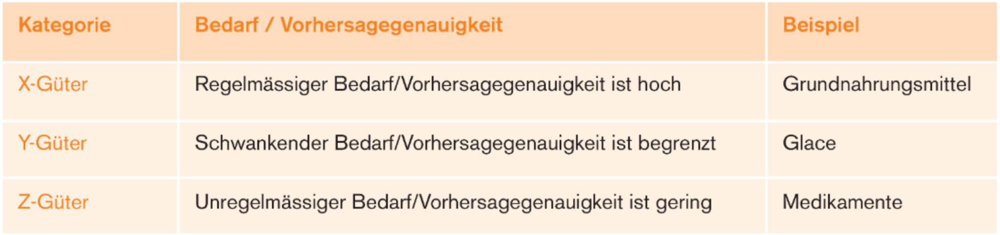 Kategorie Bedarf / Vorhersagegenauigkeit Beispiel
X-Güter Regelmässiger Bedarf/Vorhersagegenauigkeit ist hoch Grundnahrungsmittel
Y-Güter Schwankender Bedarf/Vorhersagegenauigkeit ist begrenzt Glace
Z-Güter Unregelmässiger Bedarf/Vorhersagegenauigkeit ist gering Medikamente